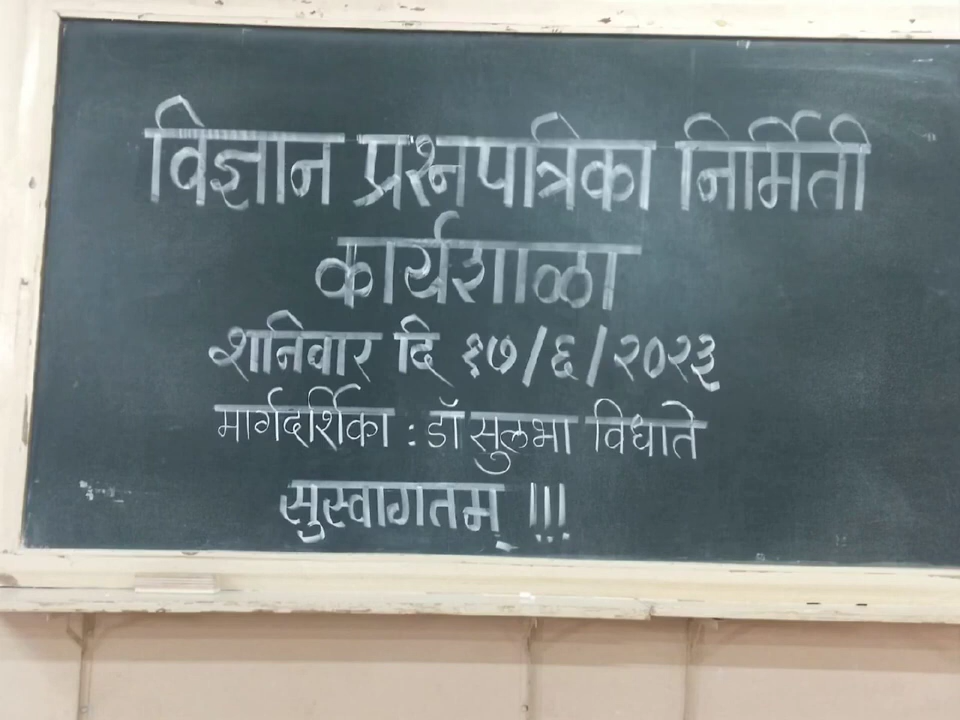 विज्ञान प्रश्नपत्रिका निर्मिती
कार्यशाळा
शनिवार दि १७/६/२०२३
मार्गदर्शिका : डॉ सुलभा विधाते
सुस्वागतम् !!!